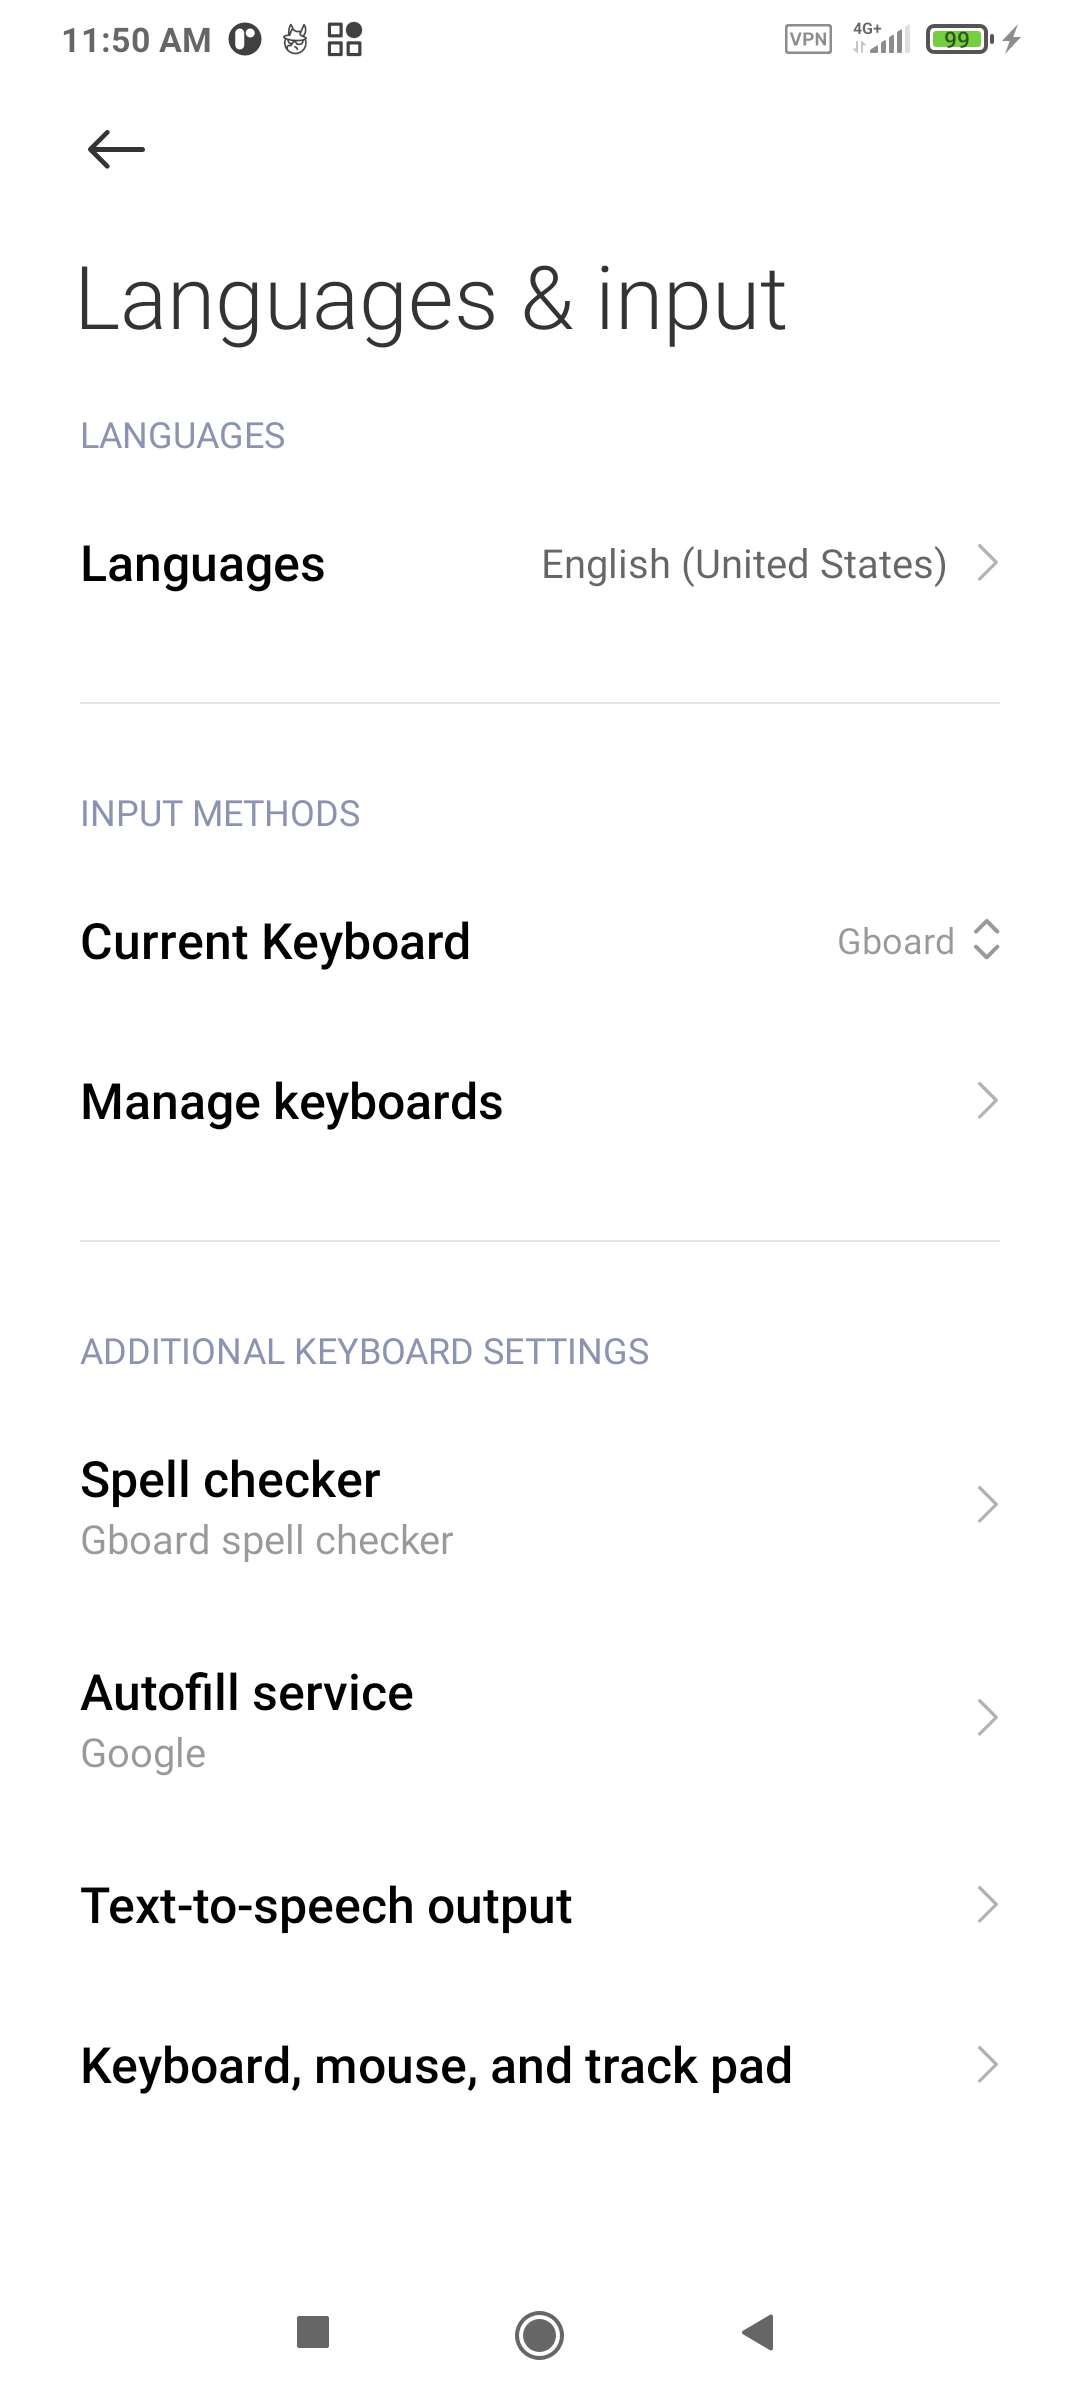 11:50 AM VPN 4G+ 99
Languages & input
LANGUAGES
Languages English (United States)
INPUT METHODS
Current Keyboard Gboard
Manage keyboards
ADDITIONAL KEYBOARD SETTINGS
Spell checker
Gboard spell checker
Autofill service
Google
Text-to-speech output
Keyboard, mouse, and track pad